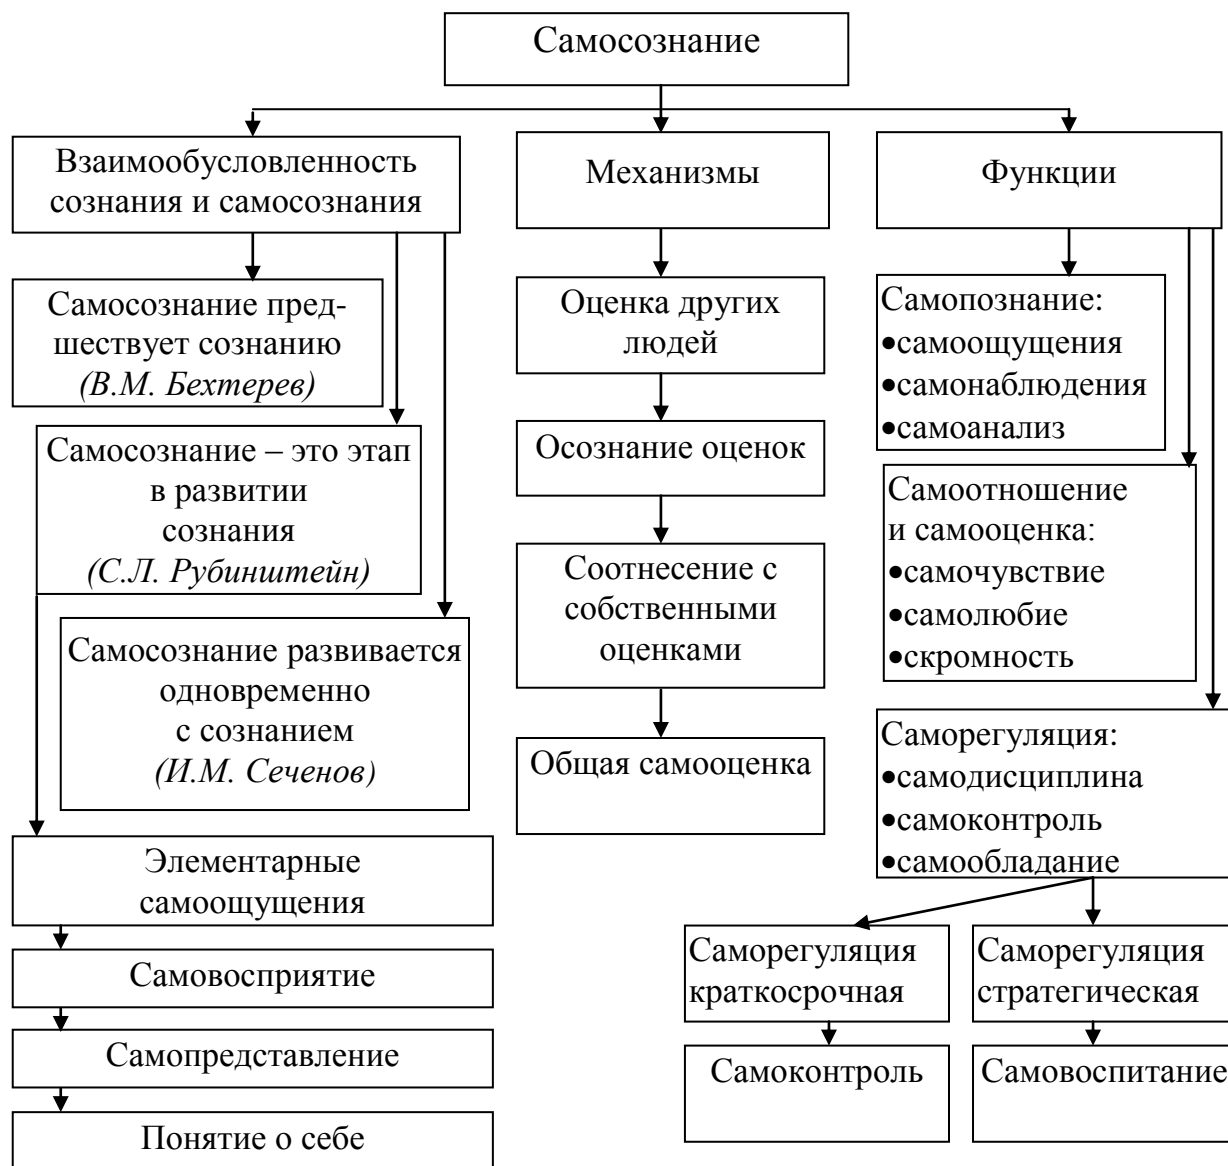 Самосознание
Взаимообусловленность
сознания и самосознания
Механизмы
Функции
Самосознание пред-
шествует сознанию
(В.М. Бехтерев)
Самосознание – это этап
в развитии
сознания
(С.Л. Рубинштейн)
Самосознание развивается
одновременно
с сознанием
(И.М. Сеченов)
Элементарные
самоощущения
Самовосприятие
Самопредставление
Понятие о себе
Оценка других
людей
Осознание оценок
Соотнесение с
собственными
оценками
Общая самооценка
Самопознание:
•самоощущения
•самонаблюдения
•самоанализ
Самоотношение
и самооценка:
•самочувствие
•самолюбие
•скромность
Саморегуляция:
•самодисциплина
•самоконтроль
•самообладание
Саморегуляция
краткосрочная
Саморегуляция
стратегическая
Самоконтроль
Самовоспитание